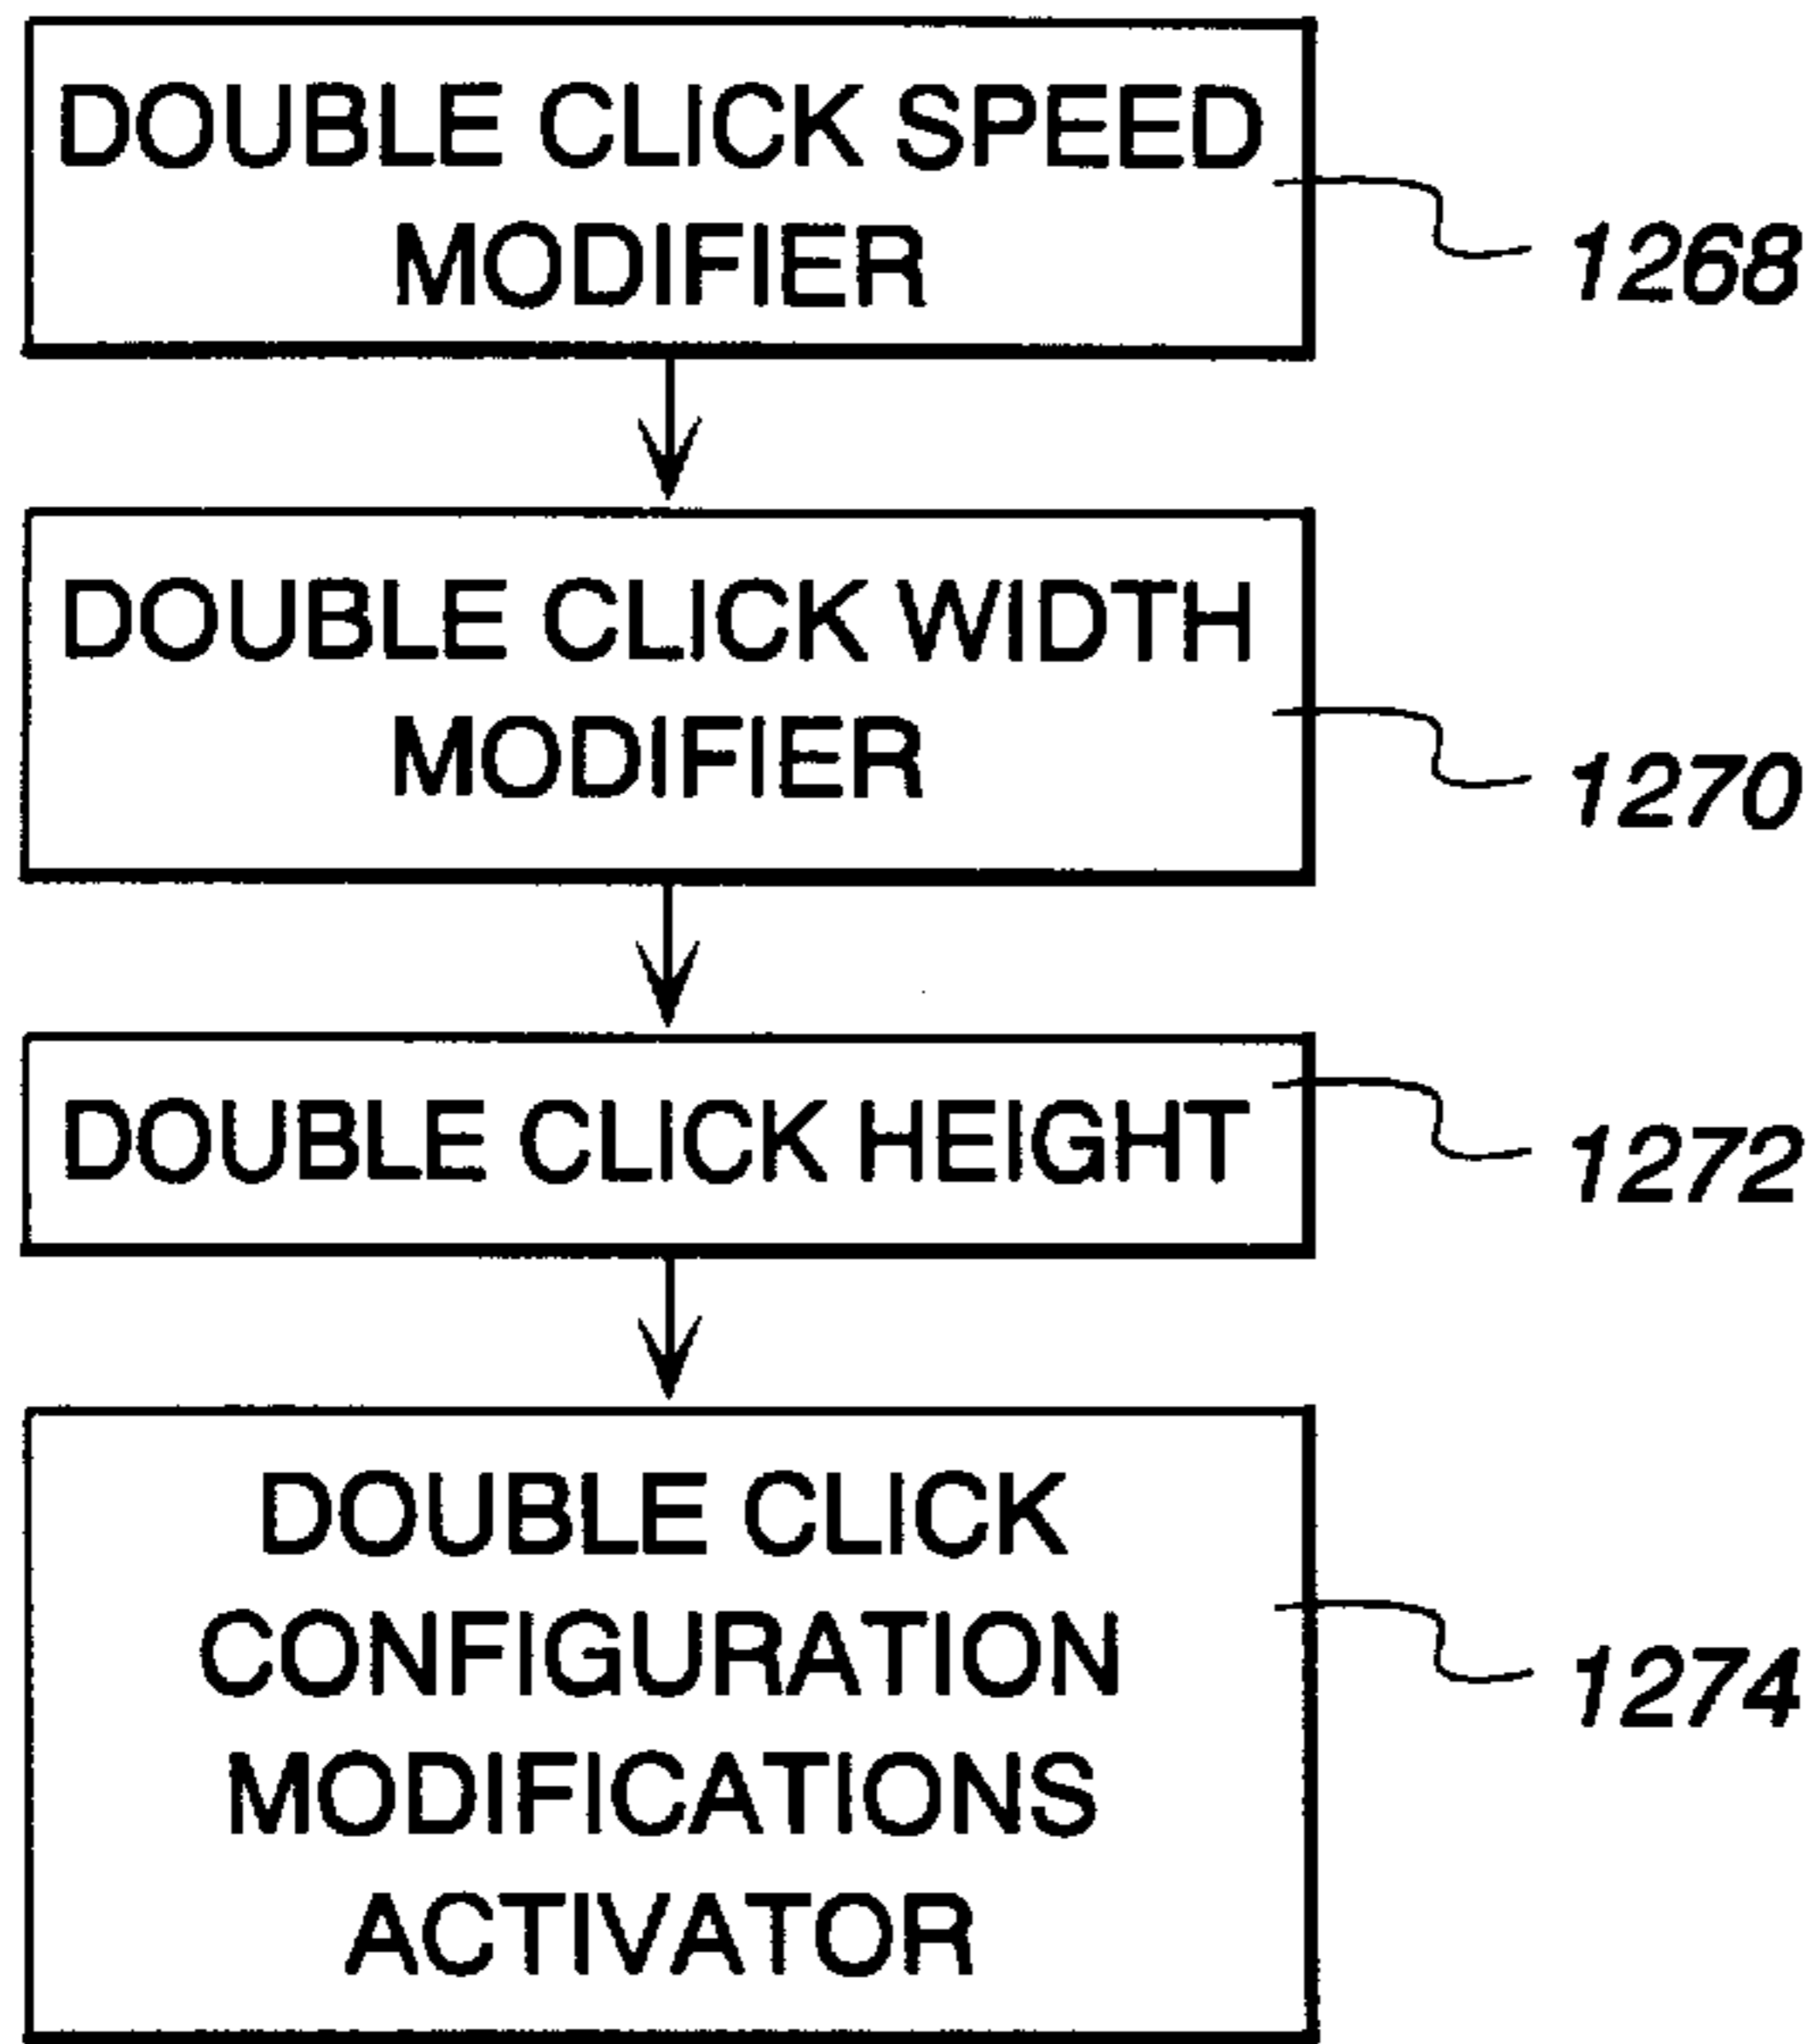 DOUBLE CLICK SPEED
MODIFIER
1268
DOUBLE CLICK WIDTH
MODIFIER
1270
DOUBLE CLICK HEIGHT
1272
DOUBLE CLICK
CONFIGURATION
MODIFICATIONS
ACTIVATOR
1274